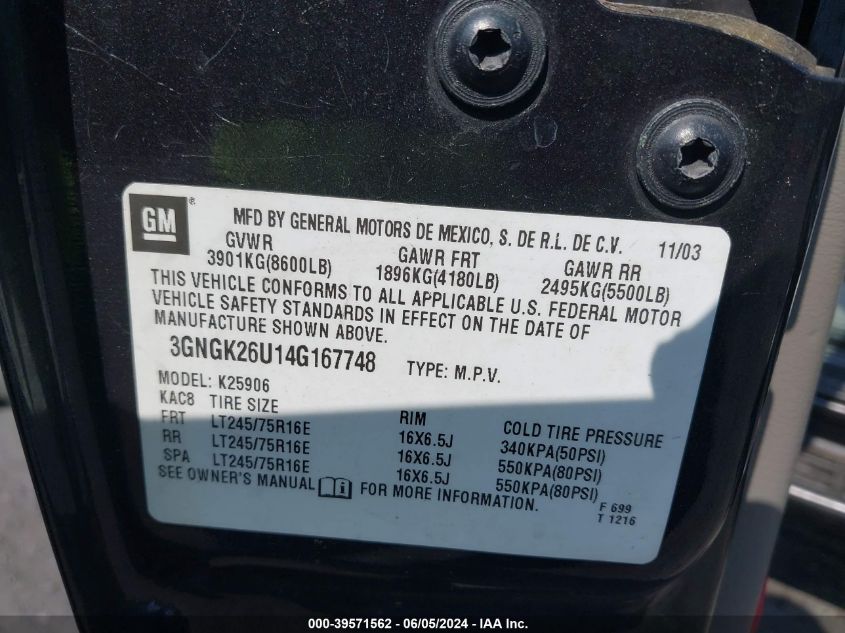 GM ® MFD BY GENERAL MOTORS DE MEXICO, S. DE R.L. DE C.V. 11/03
GVWR GAWR FRT GAWR RR
3901KG(8600LB) 1896KG(4180LB) 2495KG(5500LB)
THIS VEHICLE CONFORMS TO ALL APPLICABLE U.S. FEDERAL MOTOR
VEHICLE SAFETY STANDARDS IN EFFECT ON THE DATE OF
MANUFACTURE SHOWN ABOVE.
3GNGK26U14G167748 TYPE: M.P.V.
MODEL: K25906
KAC8 TIRE SIZE RIM COLD TIRE PRESSURE
FRT LT245/75R16E 16X6.5J 340KPA(50PSI)
RR LT245/75R16E 16X6.5J 550KPA(80PSI)
SPA LT245/75R16E 16X6.5J 550KPA(80PSI)
SEE OWNER'S MANUAL FOR MORE INFORMATION.
F 699
T 1216
000-39571562 - 06/05/2024 - IAA Inc.